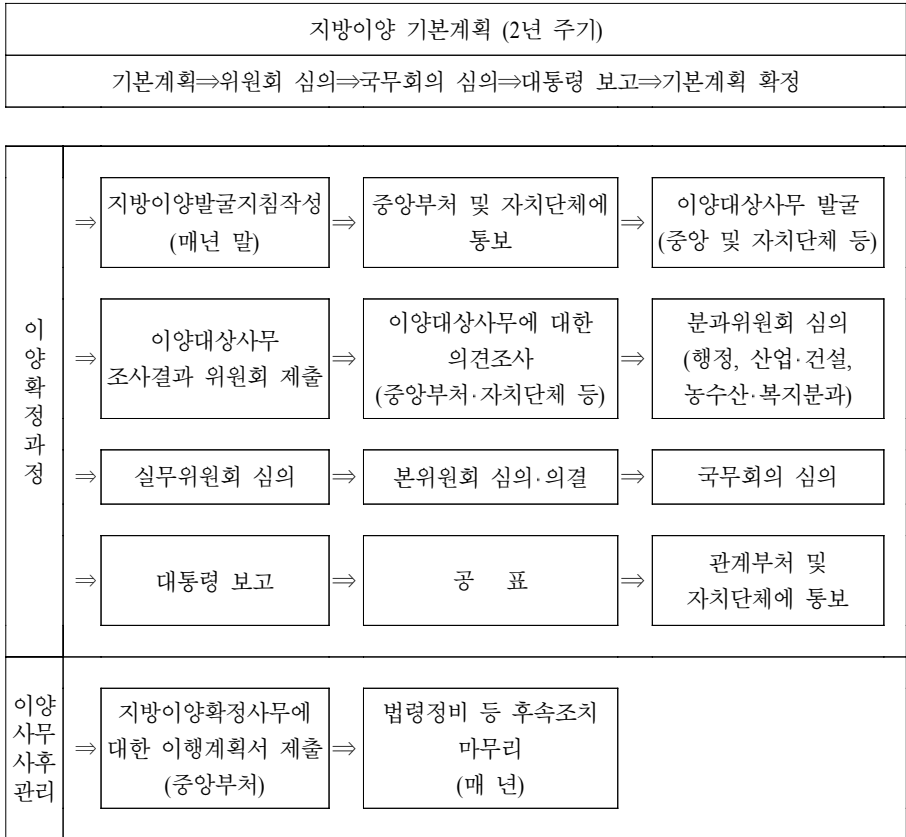 지방이양 기본계획 (2년 주기)
기본계획⇒위원회 심의⇒국무회의 심의⇒대통령 보고⇒기본계획 확정
이양확정과정
⇒ 지방이양발굴지침작성
(매년 말)
⇒ 중앙부처 및 자치단체에
통보
⇒ 이양대상사무 발굴
(중앙 및 자치단체 등)
⇒ 이양대상사무
조사결과 위원회 제출
⇒ 이양대상사무에 대한
의견조사
(중앙부처·자치단체 등)
⇒ 분과위원회 심의
(행정, 산업·건설,
농수산·복지분과)
⇒ 실무위원회 심의
⇒ 본위원회 심의·의결
⇒ 국무회의 심의
⇒ 대통령 보고
⇒ 공 표
⇒ 관계부처 및
자치단체에 통보
이양
사무
사후
관리
⇒ 지방이양확정사무에
대한 이행계획서 제출
(중앙부처)
⇒ 법령정비 등 후속조치
마무리
(매 년)